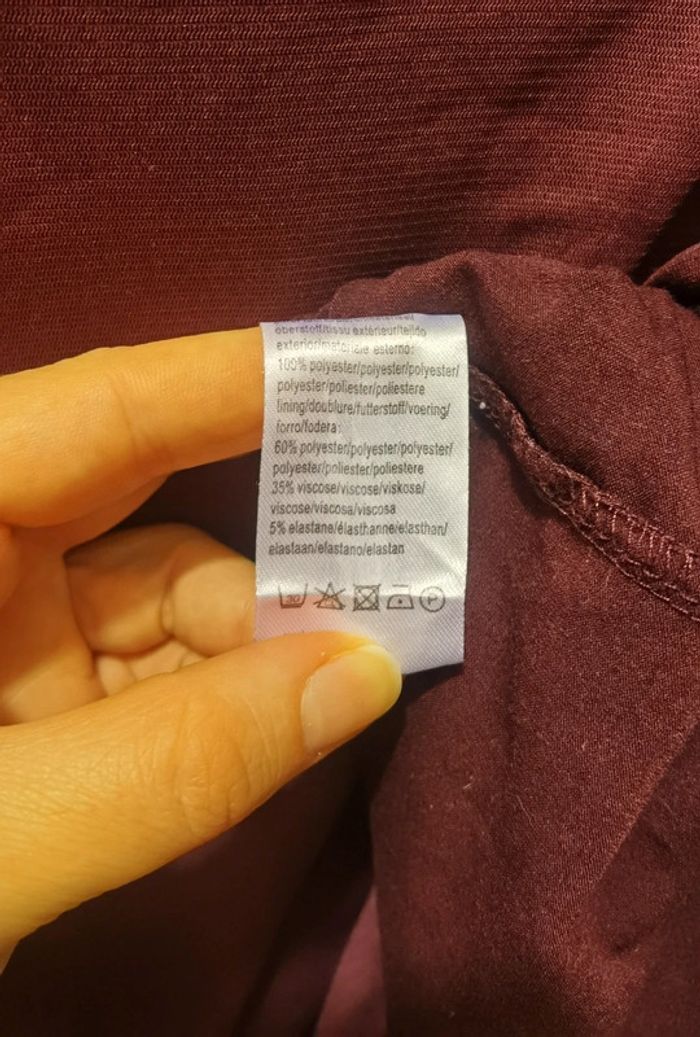 oberstoff/tissu extérieur/tejido
exterior/materiale esterno:
100% polyester/polyester/polyester/
polyester/poliester/poliestere
lining/doublure/futterstoff/voering/
forro/fodera:
60% polyester/polyester/polyester/
polyester/poliester/poliestere
35% viscose/viscose/viskose/
viscose/viscosa/viscosa
5% elastane/élasthanne/elasthan/
elastaan/elastano/elastan
30 P